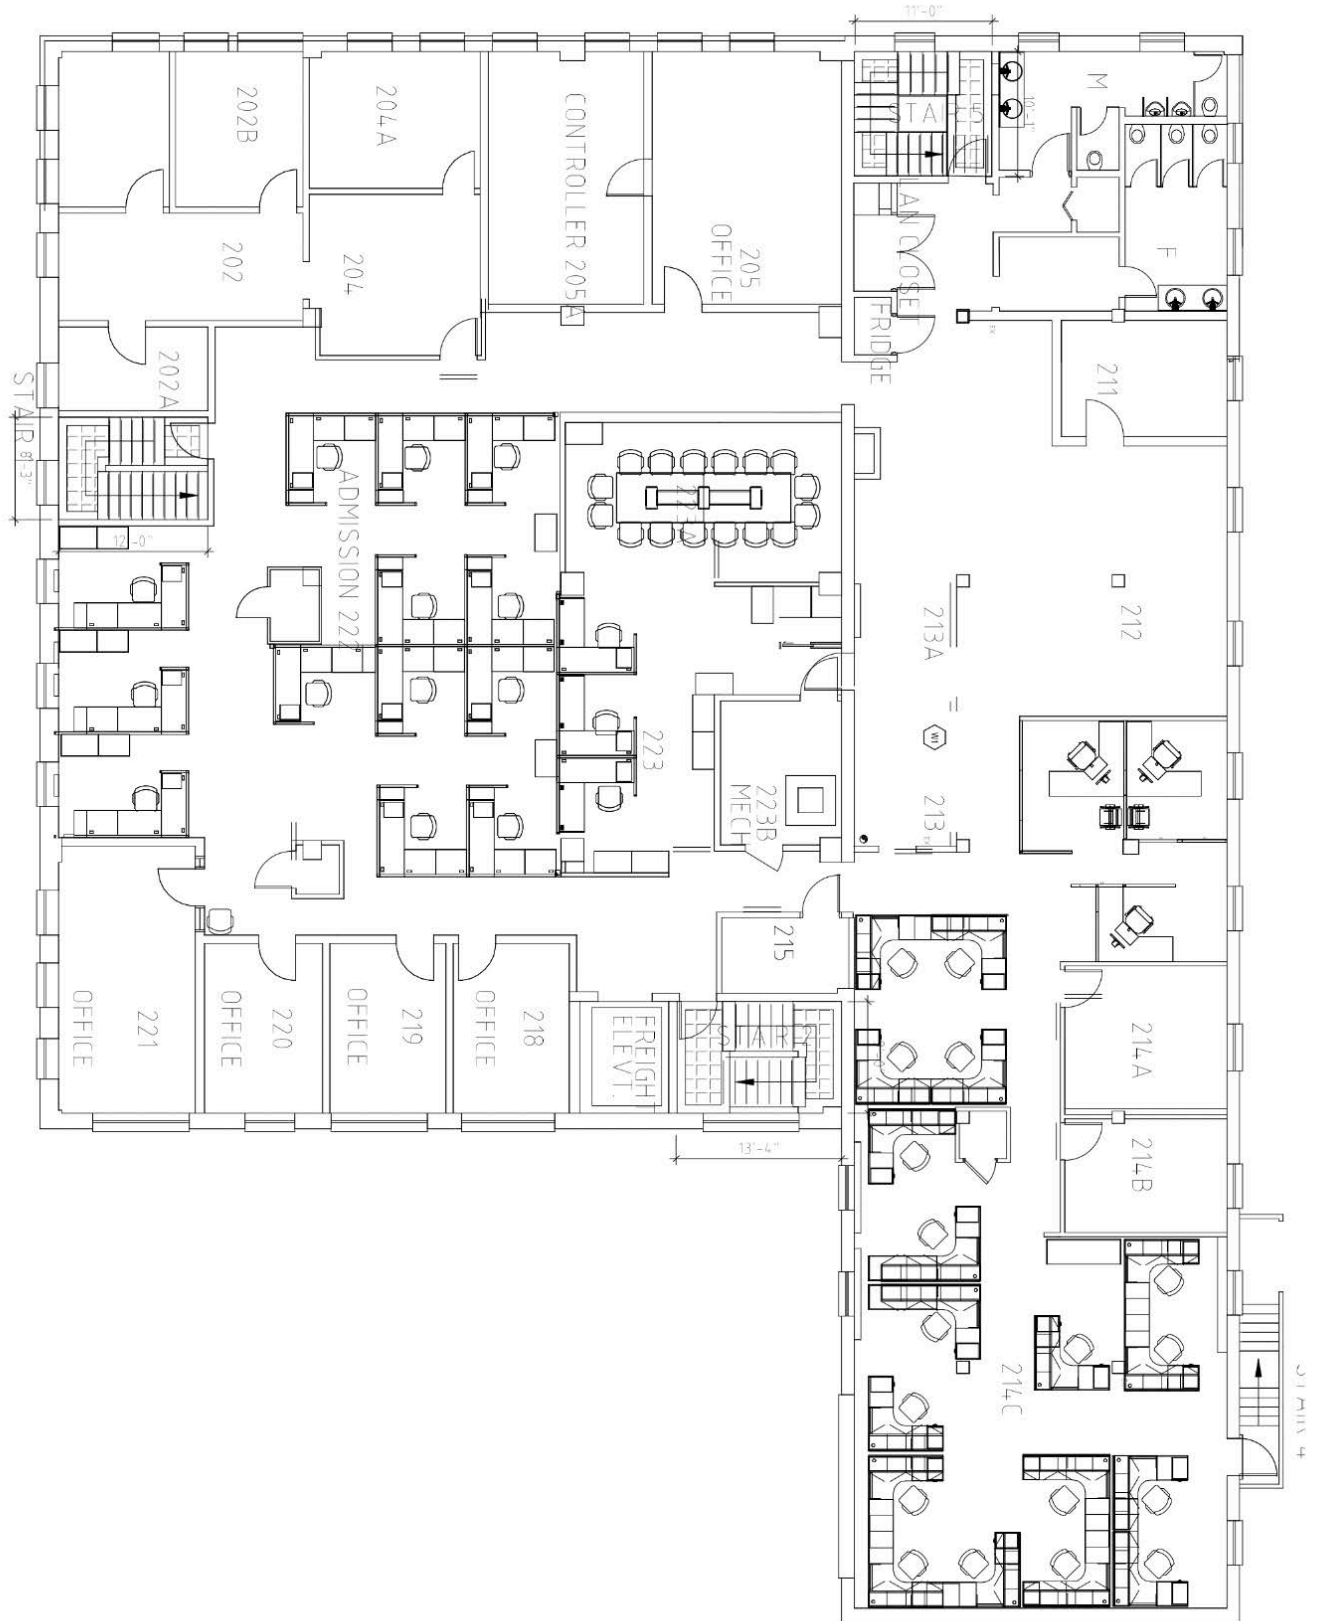 11'-0"
M
202B
204A
CONTROLLER 205A
STAIR 5
10'-1"
LAN CLOSET
205
OFFICE
202
204
F
FRIDGE
211
202A
STAIR
8'-3"
12'-0"
ADMISSION 222
223A
213A
212
W1
223
223B
MECH
213
215
221
OFFICE
220
OFFICE
219
OFFICE
218
OFFICE
FREIGHT
ELEVT.
STAIR 2
214A
13'-4"
214B
214C
STAIR 4